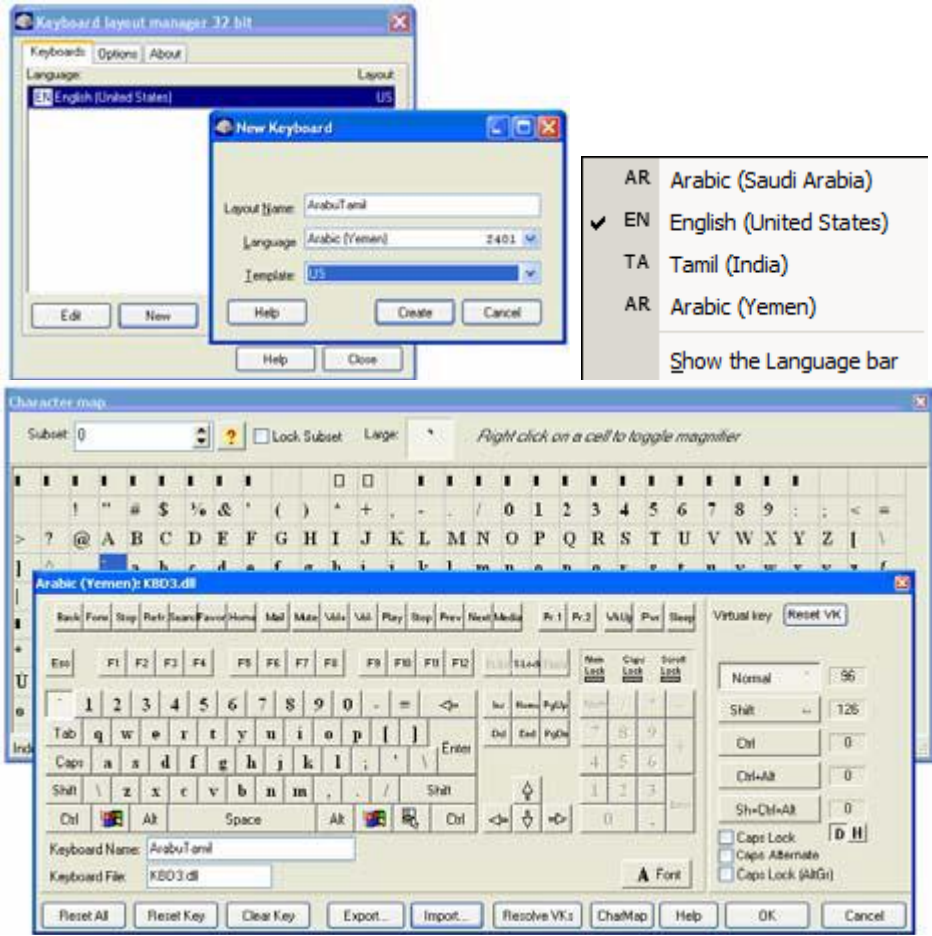 Keyboard layout manager 32 bit
Keyboards Options About
Language: Layout
EN English (United States) US
New Keyboard
Layout Name: ArabuTamil
Language Arabic (Yemen) 2401
Template: US
Help Create Cancel
Edit New
Help Close
AR Arabic (Saudi Arabia)
✓ EN English (United States)
TA Tamil (India)
AR Arabic (Yemen)
Show the Language bar
Character map
Subset: 0 ? Lock Subset Large: ` Right click on a cell to toggle magnifier
! " # $ % & ' ( ) * + , - . / 0 1 2 3 4 5 6 7 8 9 : ; < =
> ? @ A B C D E F G H I J K L M N O P Q R S T U V W X Y Z [ \
Arabic (Yemen): KBD3.dll
Back Forw Stop Refr Search Favor Home Mail Mute Vol+ Vol- Play Stop Prev Next Media Pr.1 Pr.2 WkUp Pwr Sleep
Virtual key Reset VK
Esc F1 F2 F3 F4 F5 F6 F7 F8 F9 F10 F11 F12 Num Lock Caps Lock Scroll Lock
Normal ` 96
` 1 2 3 4 5 6 7 8 9 0 - = Ins Home PgUp
Shift ~ 126
Tab q w e r t y u i o p [ ] Enter Del End PgDn 7 8 9
Ctrl 0
Caps a s d f g h j k l ; ' \ 4 5 6
Ctrl+Alt 0
Shift \ z x c v b n m , . / Shift 1 2 3
Sh+Ctrl+Alt 0
Ctrl Alt Space Alt Ctrl 0 .
Caps Lock D H
Caps Alternate
Caps Lock (AltGr)
Keyboard Name: ArabuTamil
Keyboard File: KBD3.dll
A Font
Reset All Reset Key Clear Key Export... Import... Resolve VKs CharMap Help OK Cancel